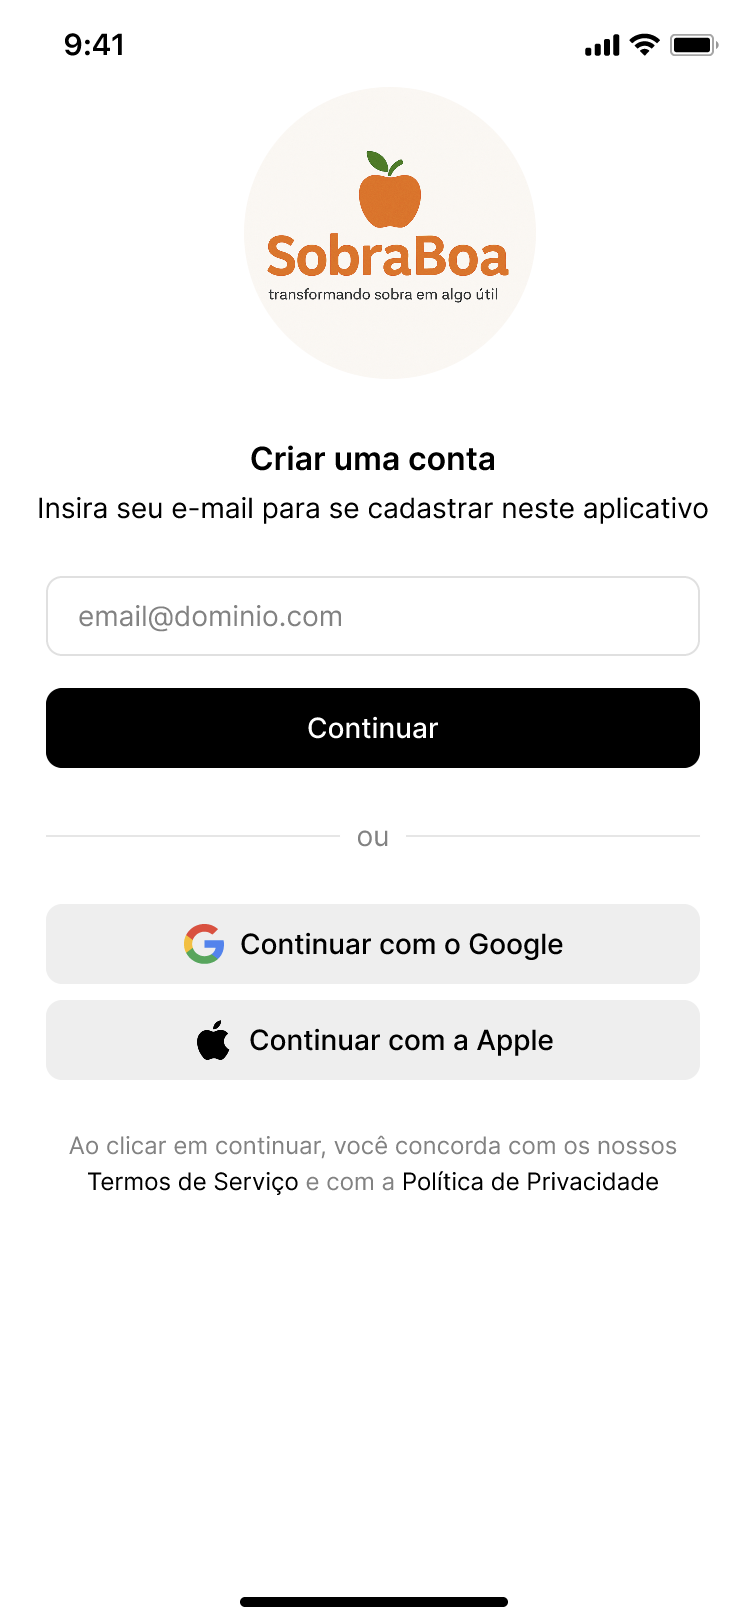 9:41
SobraBoa
transformando sobra em algo útil
Criar uma conta
Insira seu e-mail para se cadastrar neste aplicativo
email@dominio.com
Continuar
ou
Continuar com o Google
Continuar com a Apple
Ao clicar em continuar, você concorda com os nossos
Termos de Serviço e com a Política de Privacidade